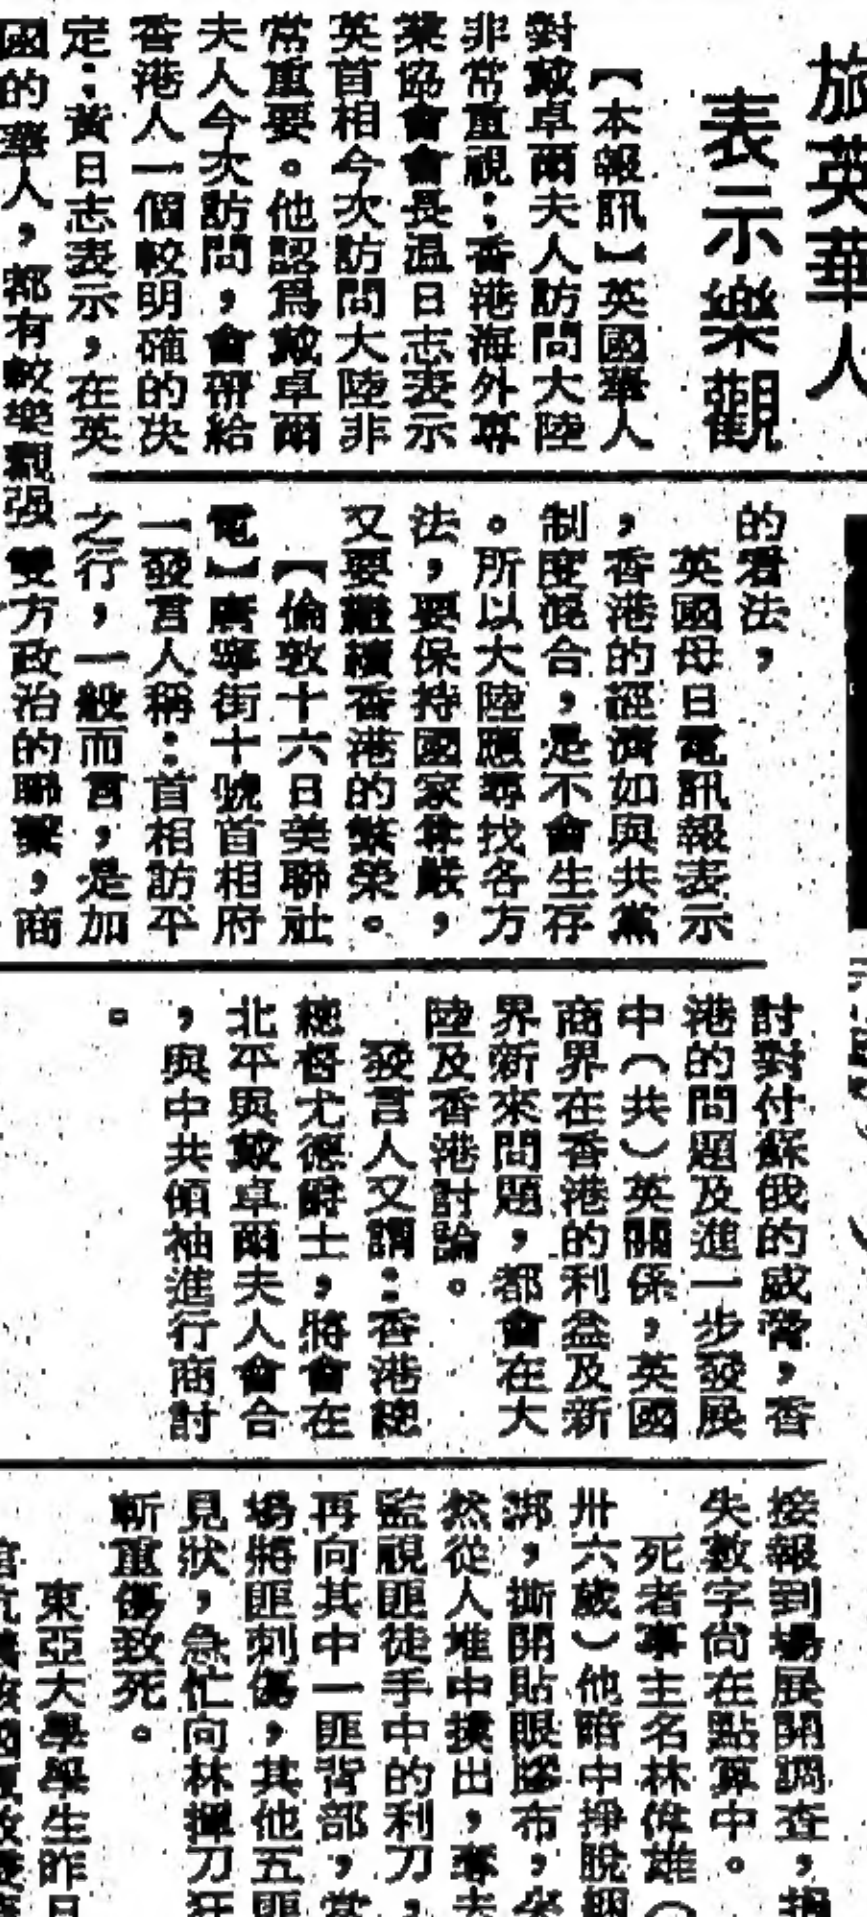 旅英華人
表示樂觀
【本報訊】英國華人
對戴卓爾夫人訪問大陸
非常重視；香港海外專
業協會會長温日志表示
英首相今次訪問大陸非
常重要。他認爲戴卓爾
夫人今次訪問，會帶給
香港人一個較明確的决
定；黃日志表示，在英
國的華人，都有較樂觀
的看法，
英國每日電訊報表示
，香港的經濟如與共黨
制度混合，是不會生存
。所以大陸應尋找各方
法，要保持國家尊嚴，
又要繼續香港的繁榮。
【倫敦十六日美聯社
電】唐寧街十號首相府
一發言人稱：首相訪平
之行，一般而言，是加
强雙方政治的聯繫，商
討對付蘇俄的威脅，香
港的問題及進一步發展
中（共）英關係，英國
商界在香港的利益及新
界新來問題，都會在大
陸及香港討論。
發言人又謂：香港總
總督尤德爵士，將會在
北平與戴卓爾夫人會合
，與中共領袖進行商討
。
接報到場展開調查，損
失數字尚在點算中。
死者事主名林偉雄（
卅六歲）他暗中掙脫綑
綁，撕開貼眼膠布，突
然從人堆中撲出，奪去
監視匪徒手中的利刀，
再向其中一匪背部，當
場將匪刺傷，其他五匪
見狀，急忙向林揮刀狂
斬重傷致死。
東亞大學學生昨日